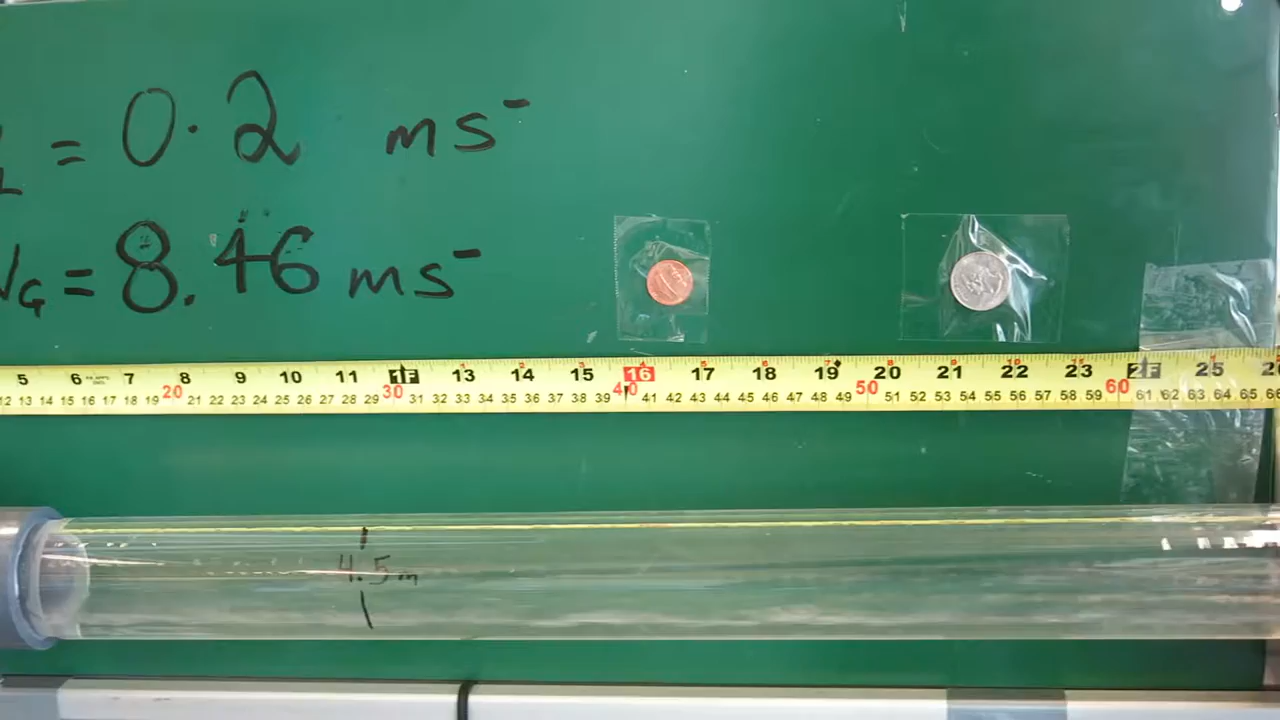 = 0.2 ms⁻
V_G = 8.46 ms⁻
5 6 7 8 9 10 11 1F 13 14 15 16 17 18 19 20 21 22 23 2F 25
12 13 14 15 16 17 18 19 20 21 22 23 24 25 26 27 28 29 30 31 32 33 34 35 36 37 38 39 40 41 42 43 44 45 46 47 48 49 50 51 52 53 54 55 56 57 58 59 60 61 62 63 64 65 66
4.5m